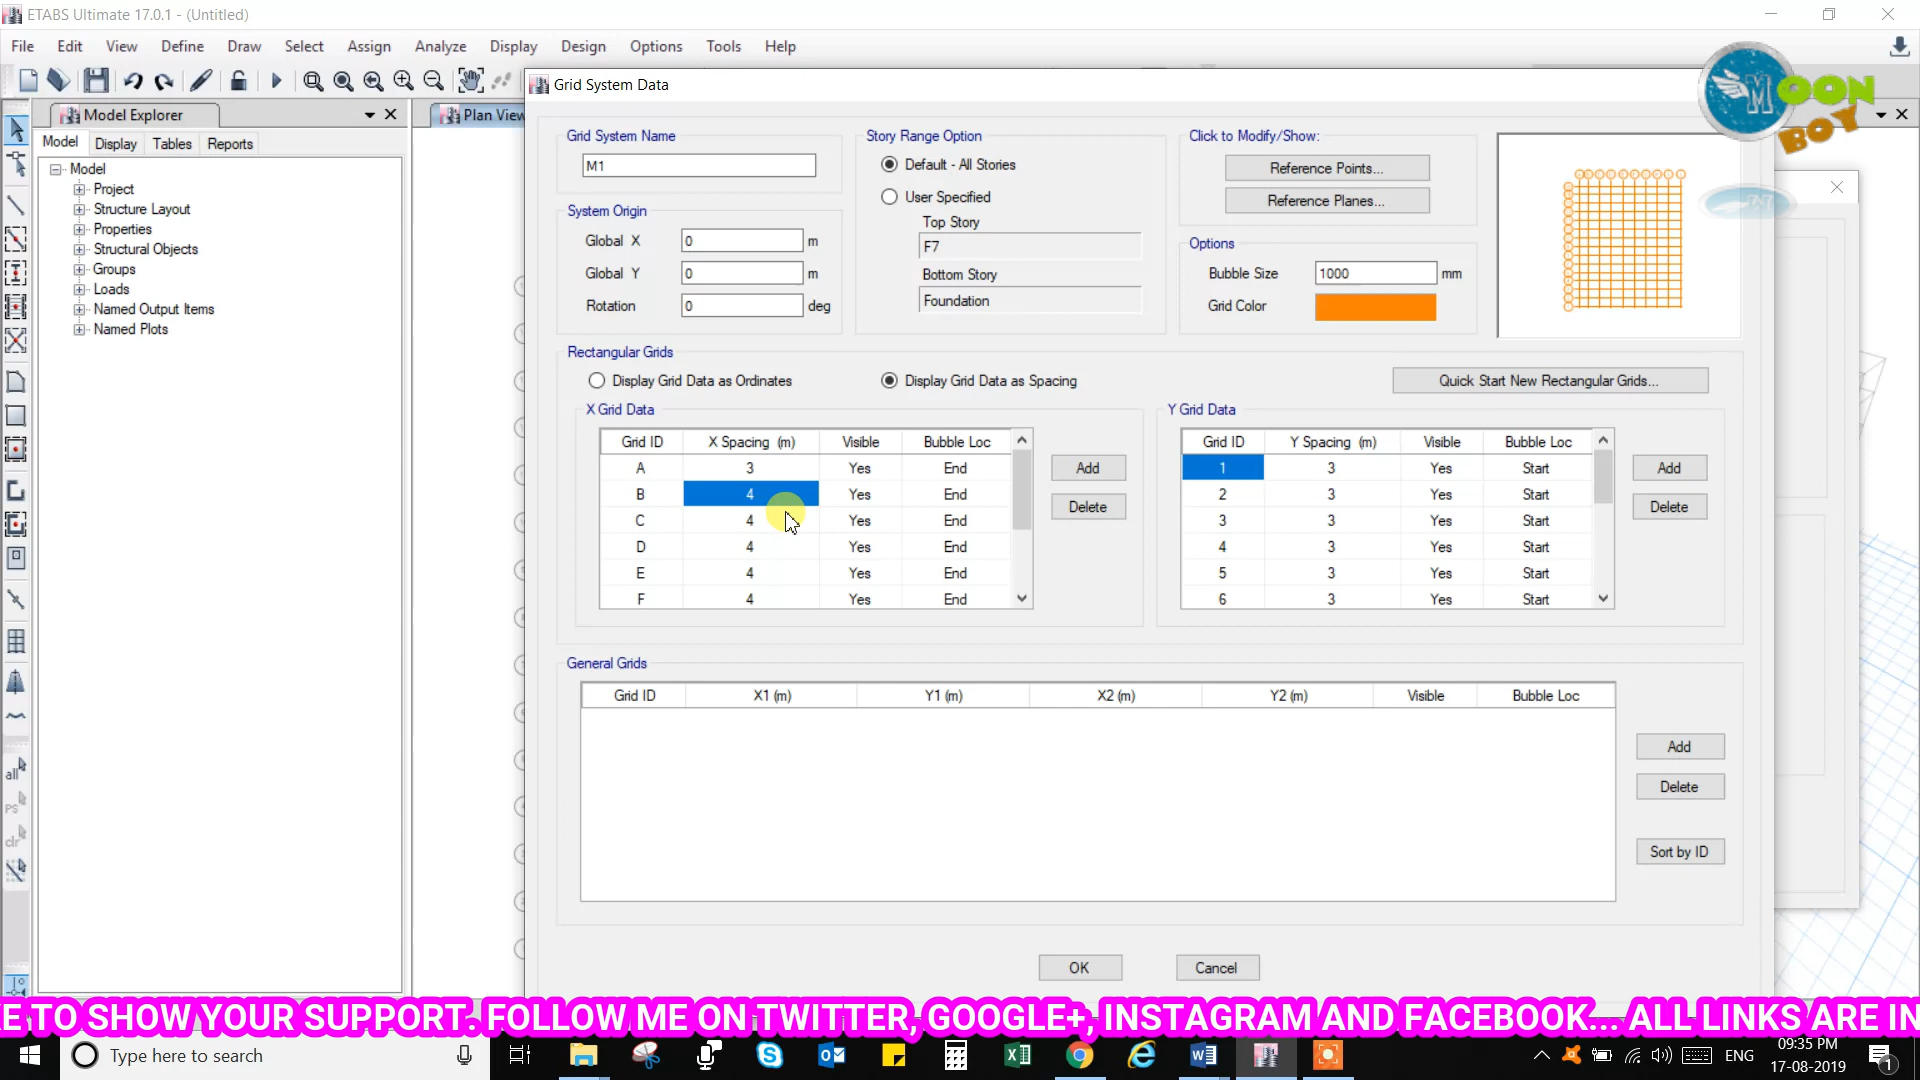 ETABS Ultimate 17.0.1 - (Untitled)
File Edit View Define Draw Select Assign Analyze Display Design Options Tools Help
Model Explorer
Plan View
Model Display Tables Reports
Model
Project
Structure Layout
Properties
Structural Objects
Groups
Loads
Named Output Items
Named Plots
Grid System Data
MOON BOY
Grid System Name
M1
System Origin
Global X 0 m
Global Y 0 m
Rotation 0 deg
Story Range Option
Default - All Stories
User Specified
Top Story
F7
Bottom Story
Foundation
Click to Modify/Show:
Reference Points...
Reference Planes...
Options
Bubble Size 1000 mm
Grid Color
Rectangular Grids
Display Grid Data as Ordinates
Display Grid Data as Spacing
Quick Start New Rectangular Grids...
X Grid Data
Grid ID X Spacing (m) Visible Bubble Loc
A 3 Yes End
B 4 Yes End
C 4 Yes End
D 4 Yes End
E 4 Yes End
F 4 Yes End
Add
Delete
Y Grid Data
Grid ID Y Spacing (m) Visible Bubble Loc
1 3 Yes Start
2 3 Yes Start
3 3 Yes Start
4 3 Yes Start
5 3 Yes Start
6 3 Yes Start
Add
Delete
General Grids
Grid ID X1 (m) Y1 (m) X2 (m) Y2 (m) Visible Bubble Loc
Add
Delete
Sort by ID
OK
Cancel
E TO SHOW YOUR SUPPORT. FOLLOW ME ON TWITTER, GOOGLE+, INSTAGRAM AND FACEBOOK... ALL LINKS ARE IN
Type here to search
ENG
09:35 PM
17-08-2019
1